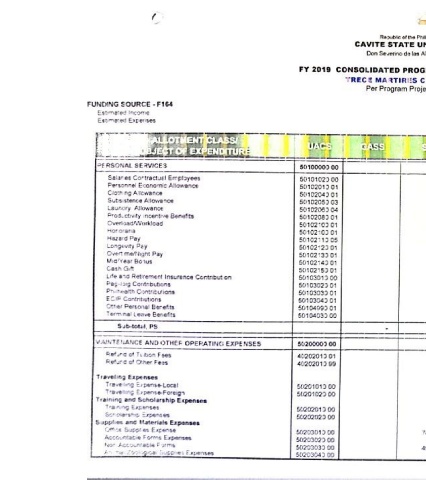 Republic of the Phil
CAVITE STATE UN
Don Severino de las Al
FY 2019 CONSOLIDATED PROG
TRECE MARTIRES C
Per Program Proje
FUNDING SOURCE - F164
Estimated Income
Estimated Expenses
ALLOTMENT CLASS/
OBJECT OF EXPENDITURE UACS GASS S
PERSONAL SERVICES 50100000 00
Salaries Contractual Employees 50101020 00
Personnel Economic Allowance 50102010 01
Clothing Allowance 50102040 01
Subsistence Allowance 50102050 03
Laundry Allowance 50102060 04
Productivity Incentive Benefits 50102080 01
Overload/Workload 50102100 01
Honoraria 50102100 01
Hazard Pay 50102110 05
Longevity Pay 50102120 01
Overtime/Night Pay 50102130 01
Mid/Year Bonus 50102140 01
Cash Gift 50102150 01
Life and Retirement Insurance Contribution 50103010 00
Pag-ibig Contributions 50103020 01
Philhealth Contributions 50103030 01
ECIP Contributions 50103040 01
Other Personal Benefits 50104990 01
Terminal Leave Benefits 50104030 00
Sub-total, PS -
MAINTENANCE AND OTHER OPERATING EXPENSES 50200000 00
Refund of Tuition Fees 40202010 01
Refund of Other Fees 40202010 99
Traveling Expenses
Traveling Expense-Local 50201010 00
Traveling Expense-Foreign 50201020 00
Training and Scholarship Expenses
Training Expenses 50202010 00
Scholarship Expenses 50202020 00
Supplies and Materials Expenses
Office Supplies Expense 50203010 00
Accountable Forms Expenses 50203020 00
Non Accountable Forms 50203030 00
Animal/Zoological Supplies Expenses 50203040 00